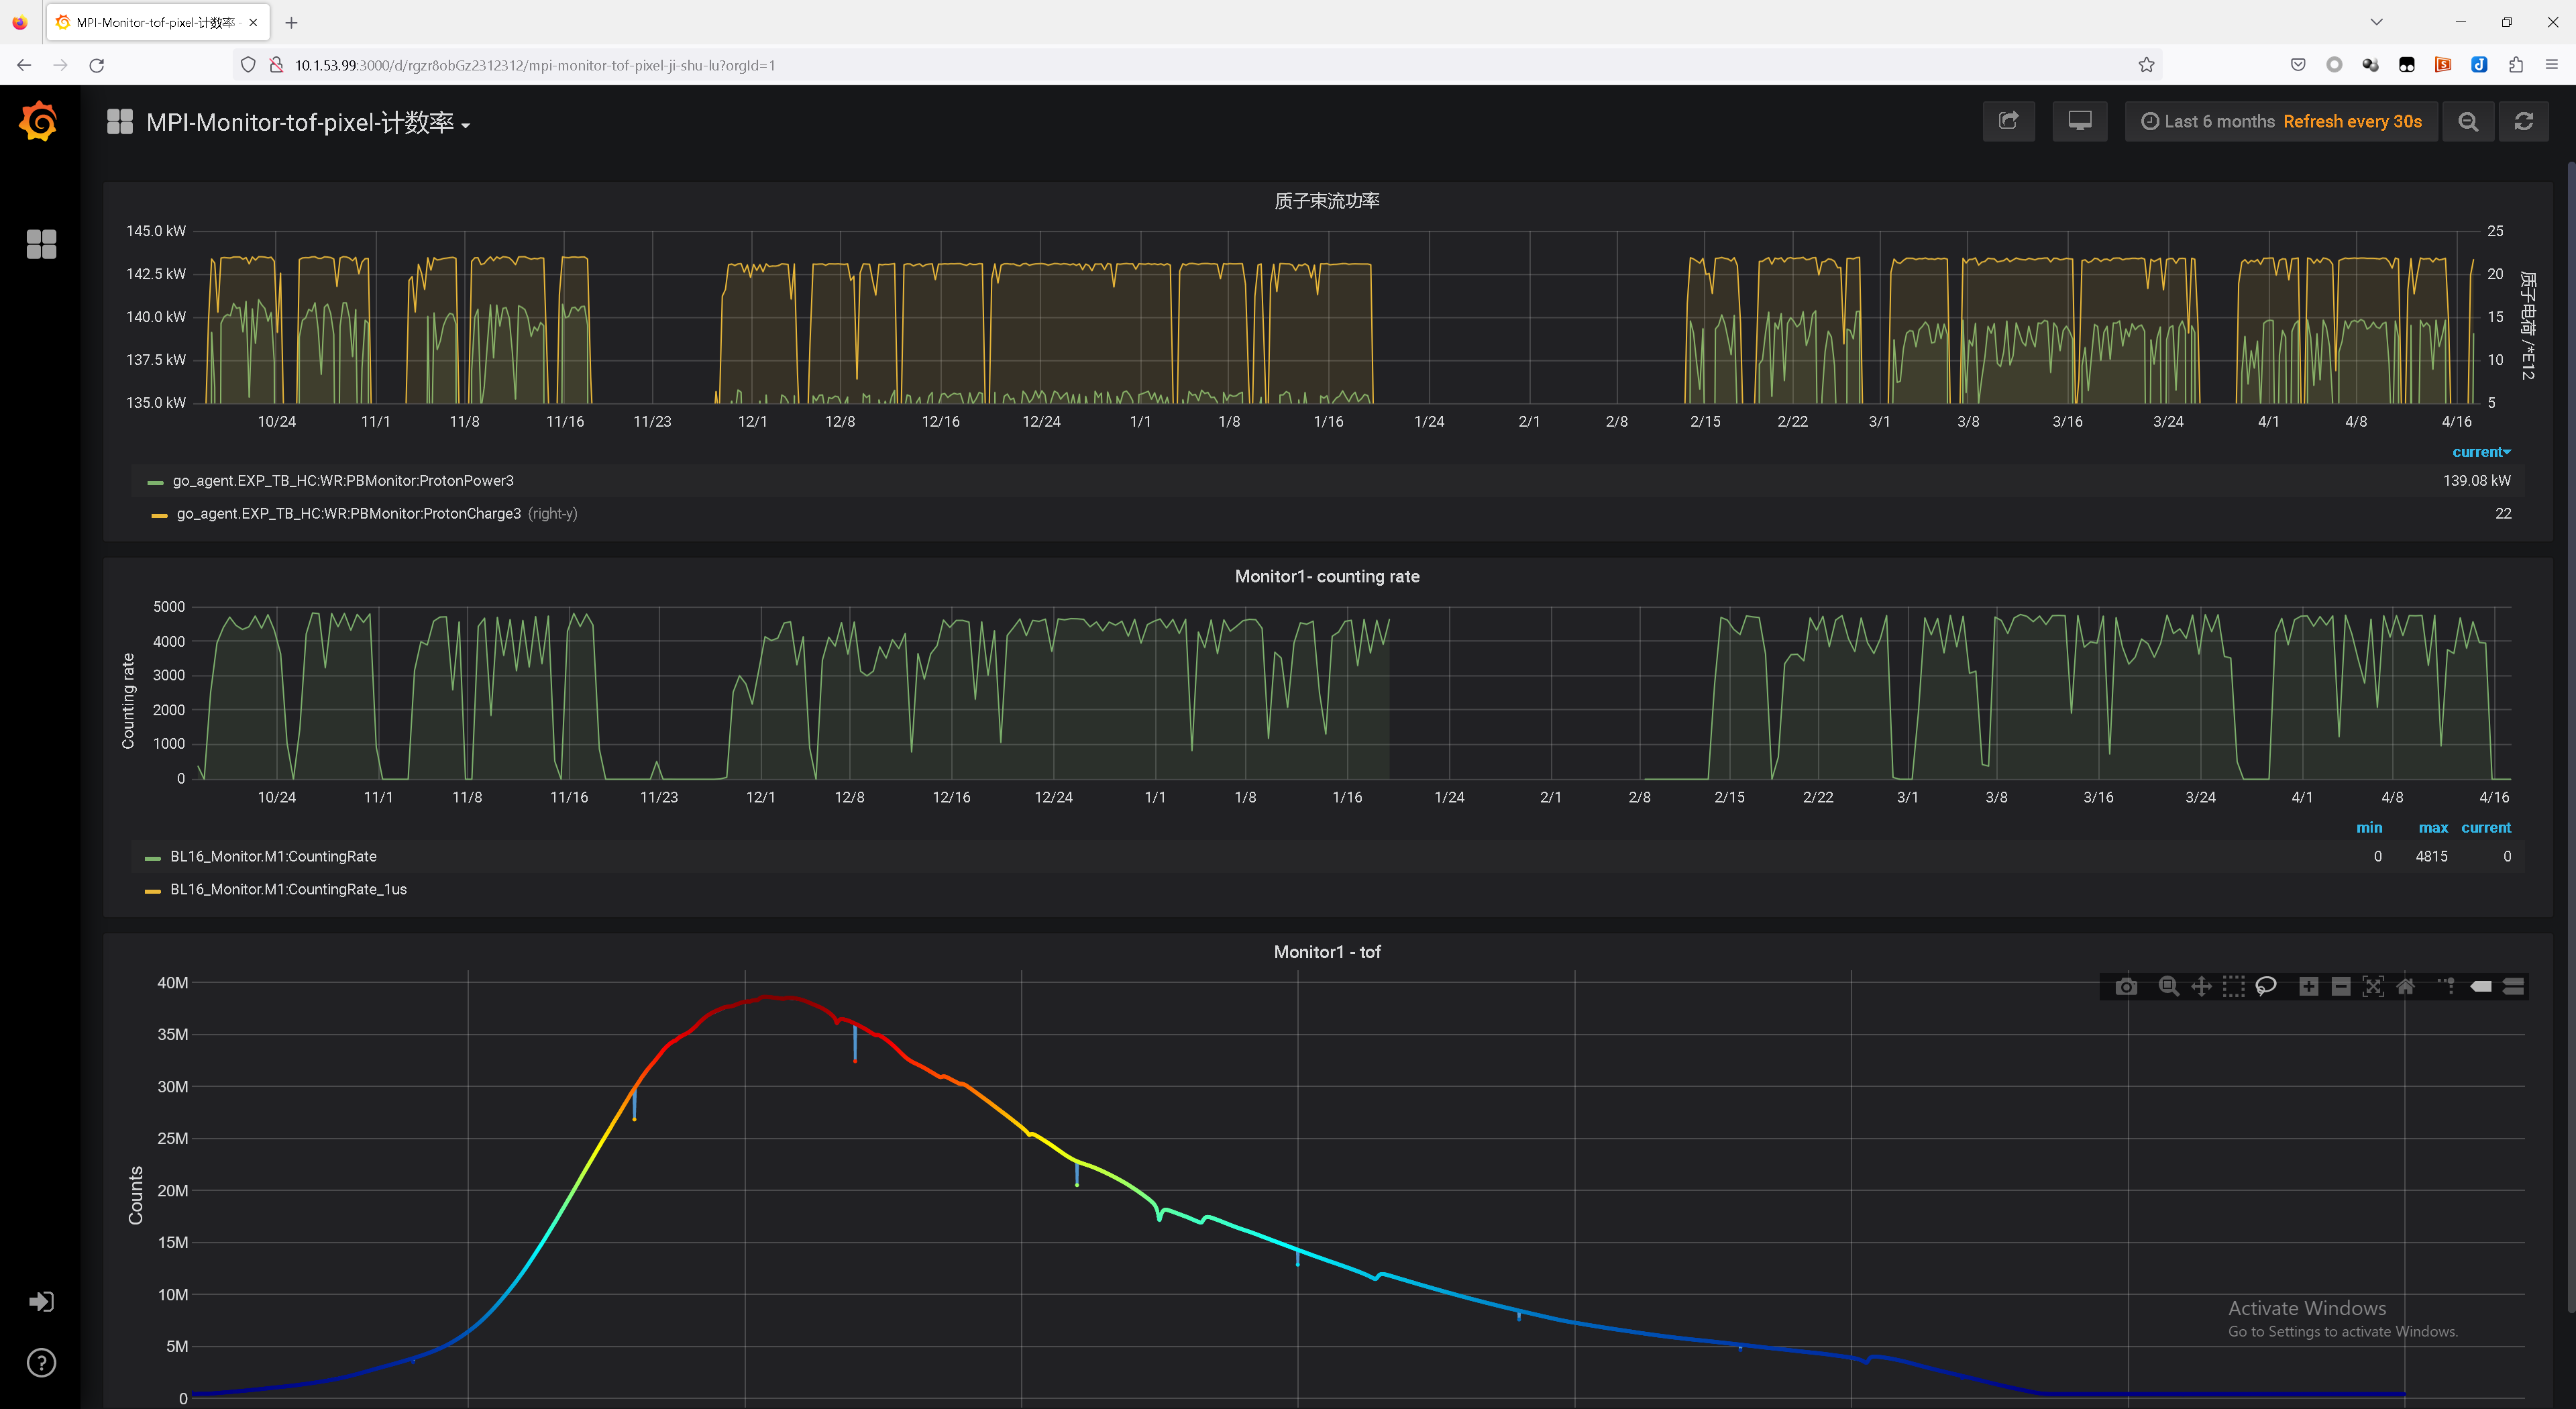 MPI-Monitor-tof-pixel-计数率 -
10.1.53.99:3000/d/rgzr8obGz2312312/mpi-monitor-tof-pixel-ji-shu-lu?orgId=1
MPI-Monitor-tof-pixel-计数率
Last 6 months Refresh every 30s
质子束流功率
145.0 kW
142.5 kW
140.0 kW
137.5 kW
135.0 kW
25
20
15
10
5
质子电荷 /*E12
10/24 11/1 11/8 11/16 11/23 12/1 12/8 12/16 12/24 1/1 1/8 1/16 1/24 2/1 2/8 2/15 2/22 3/1 3/8 3/16 3/24 4/1 4/8 4/16
current
go_agent.EXP_TB_HC:WR:PBMonitor:ProtonPower3 139.08 kW
go_agent.EXP_TB_HC:WR:PBMonitor:ProtonCharge3 (right-y) 22
Monitor1- counting rate
Counting rate
5000
4000
3000
2000
1000
0
10/24 11/1 11/8 11/16 11/23 12/1 12/8 12/16 12/24 1/1 1/8 1/16 1/24 2/1 2/8 2/15 2/22 3/1 3/8 3/16 3/24 4/1 4/8 4/16
min max current
BL16_Monitor.M1:CountingRate 0 4815 0
BL16_Monitor.M1:CountingRate_1us
Monitor1 - tof
Counts
40M
35M
30M
25M
20M
15M
10M
5M
0
Activate Windows
Go to Settings to activate Windows.